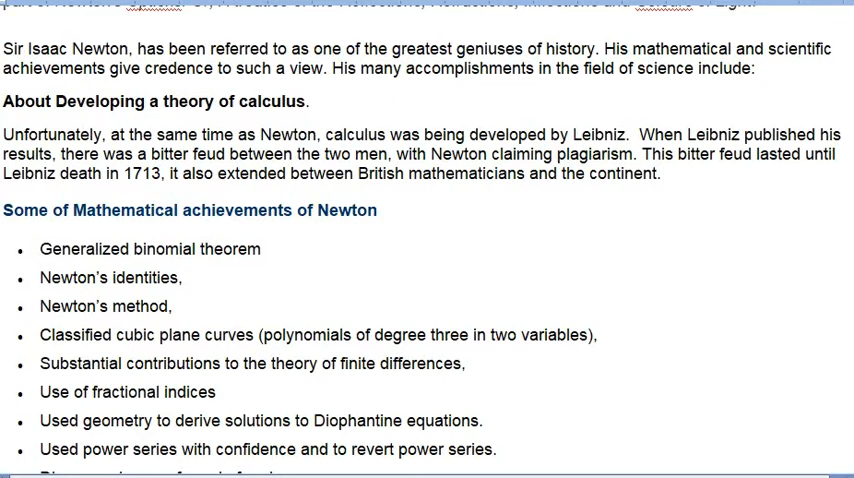 Sir Isaac Newton, has been referred to as one of the greatest geniuses of history. His mathematical and scientific
achievements give credence to such a view. His many accomplishments in the field of science include:
About Developing a theory of calculus.
Unfortunately, at the same time as Newton, calculus was being developed by Leibniz.  When Leibniz published his
results, there was a bitter feud between the two men, with Newton claiming plagiarism. This bitter feud lasted until
Leibniz death in 1713, it also extended between British mathematicians and the continent.
Some of Mathematical achievements of Newton
• Generalized binomial theorem
• Newton's identities,
• Newton's method,
• Classified cubic plane curves (polynomials of degree three in two variables),
• Substantial contributions to the theory of finite differences,
• Use of fractional indices
• Used geometry to derive solutions to Diophantine equations.
• Used power series with confidence and to revert power series.